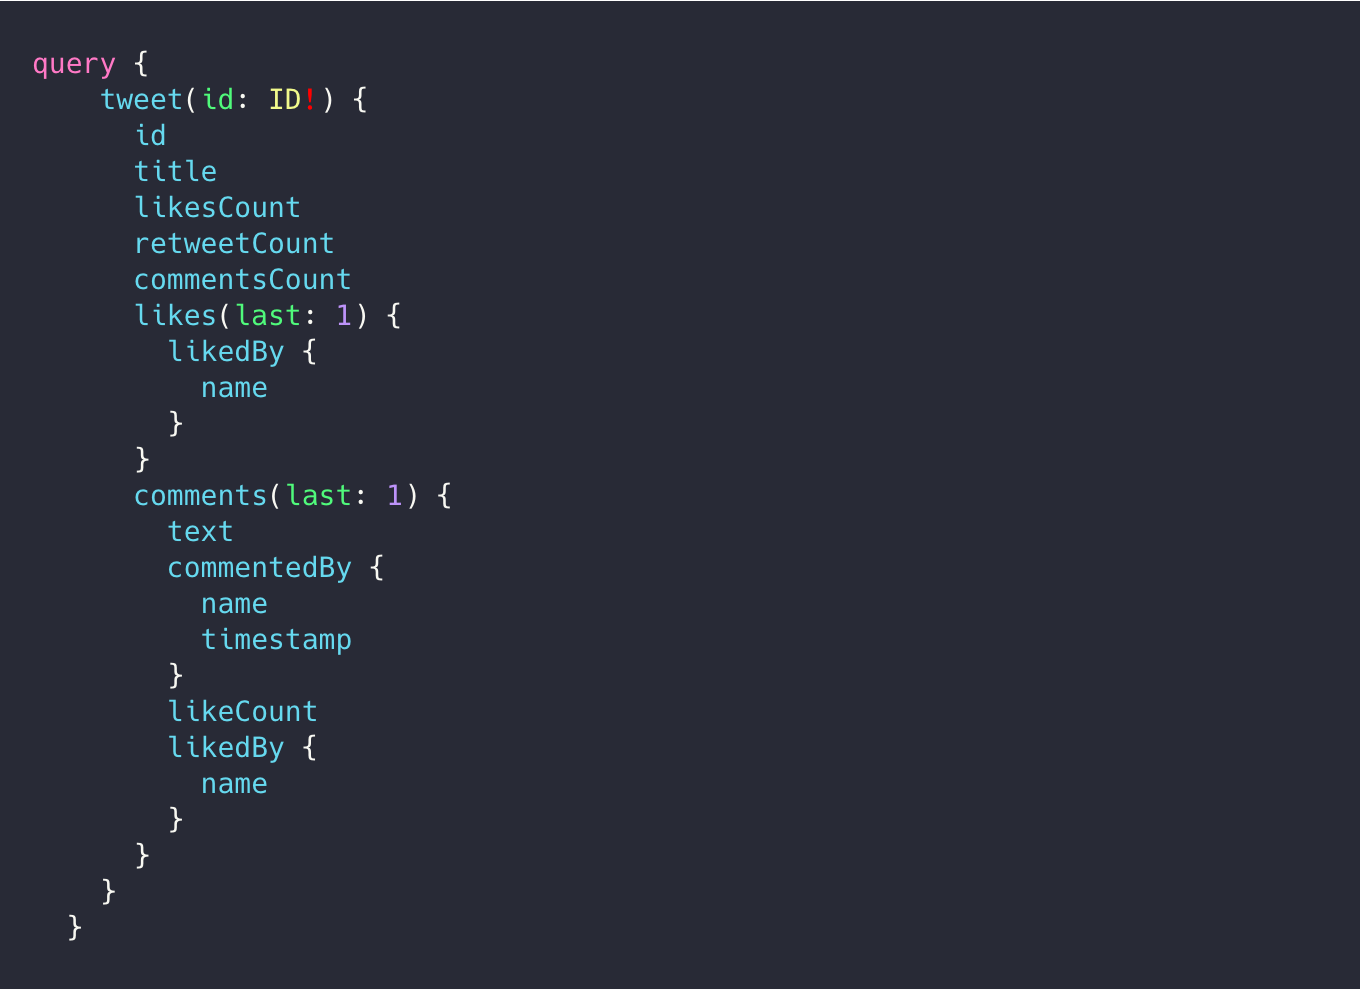 query {
    tweet(id: ID!) {
      id
      title
      likesCount
      retweetCount
      commentsCount
      likes(last: 1) {
        likedBy {
          name
        }
      }
      comments(last: 1) {
        text
        commentedBy {
          name
          timestamp
        }
        likeCount
        likedBy {
          name
        }
      }
    }
  }